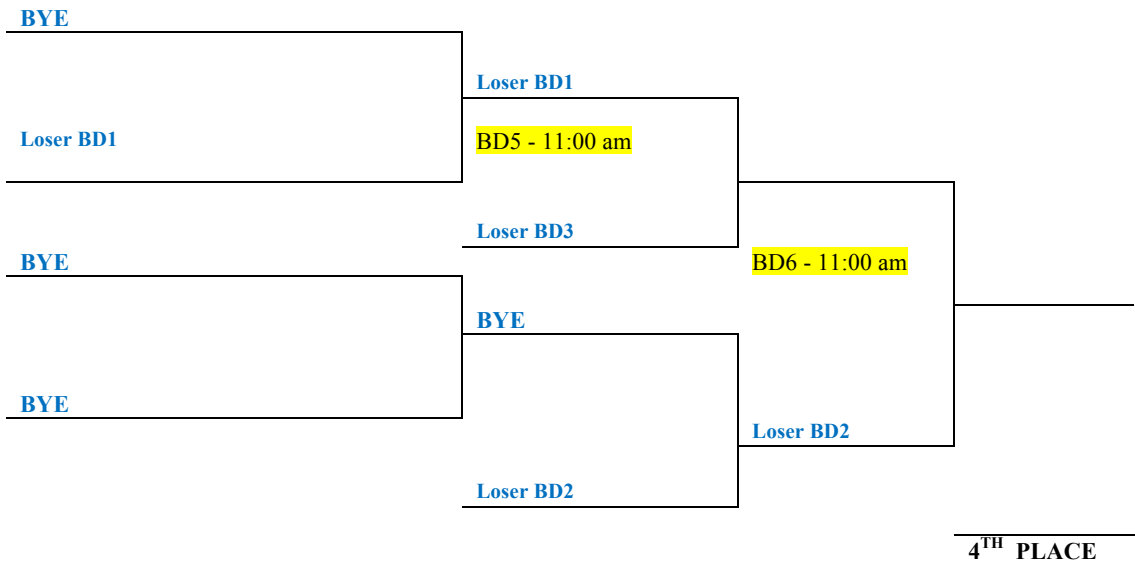 BYE
Loser BD1
Loser BD1
BD5 - 11:00 am
Loser BD3
BYE
BD6 - 11:00 am
BYE
BYE
Loser BD2
Loser BD2
4TH PLACE